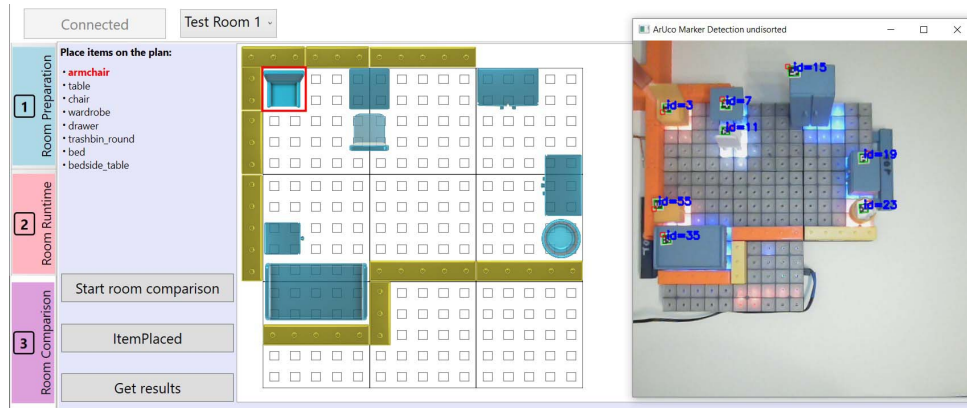 Connected
Test Room 1
1
Room Preparation
2
Room Runtime
3
Room Comparison
Place items on the plan:
• armchair
• table
• chair
• wardrobe
• drawer
• trashbin_round
• bed
• bedside_table
Start room comparison
ItemPlaced
Get results
ArUco Marker Detection undisorted
id=15
id=3
id=7
id=11
id=19
id=55
id=23
id=35